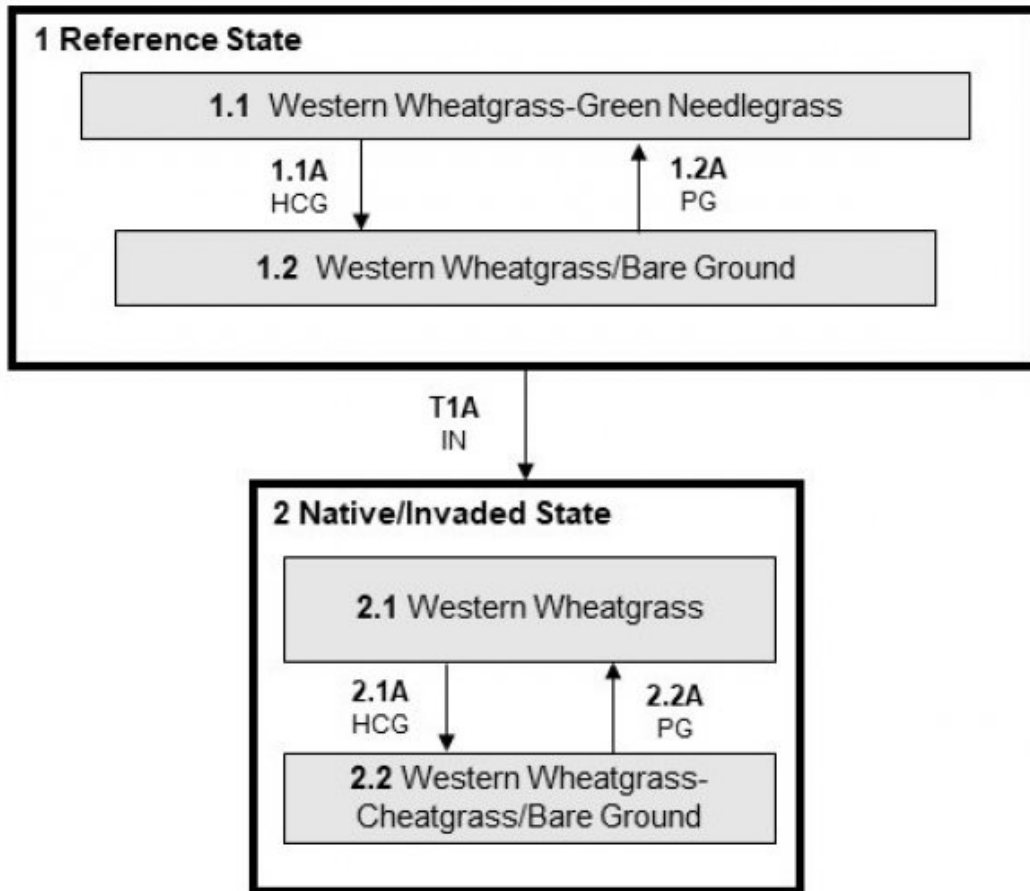 1 Reference State
1.1 Western Wheatgrass-Green Needlegrass
1.1A
HCG
1.2A
PG
1.2 Western Wheatgrass/Bare Ground
T1A
IN
2 Native/Invaded State
2.1 Western Wheatgrass
2.1A
HCG
2.2A
PG
2.2 Western Wheatgrass-
Cheatgrass/Bare Ground